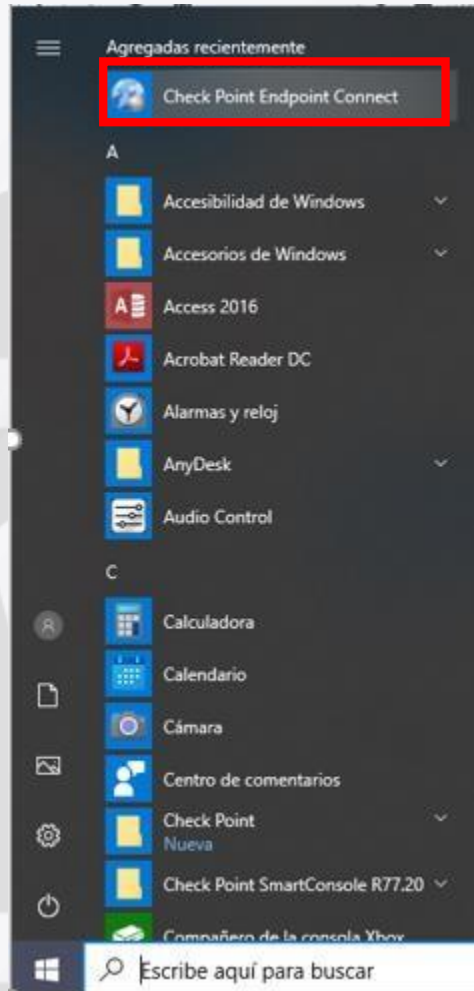 Agregadas recientemente
Check Point Endpoint Connect
A
Accesibilidad de Windows
Accesorios de Windows
Access 2016
Acrobat Reader DC
Alarmas y reloj
AnyDesk
Audio Control
C
Calculadora
Calendario
Cámara
Centro de comentarios
Check Point
Nueva
Check Point SmartConsole R77.20
Compañero de la consola Xbox
Escribe aquí para buscar